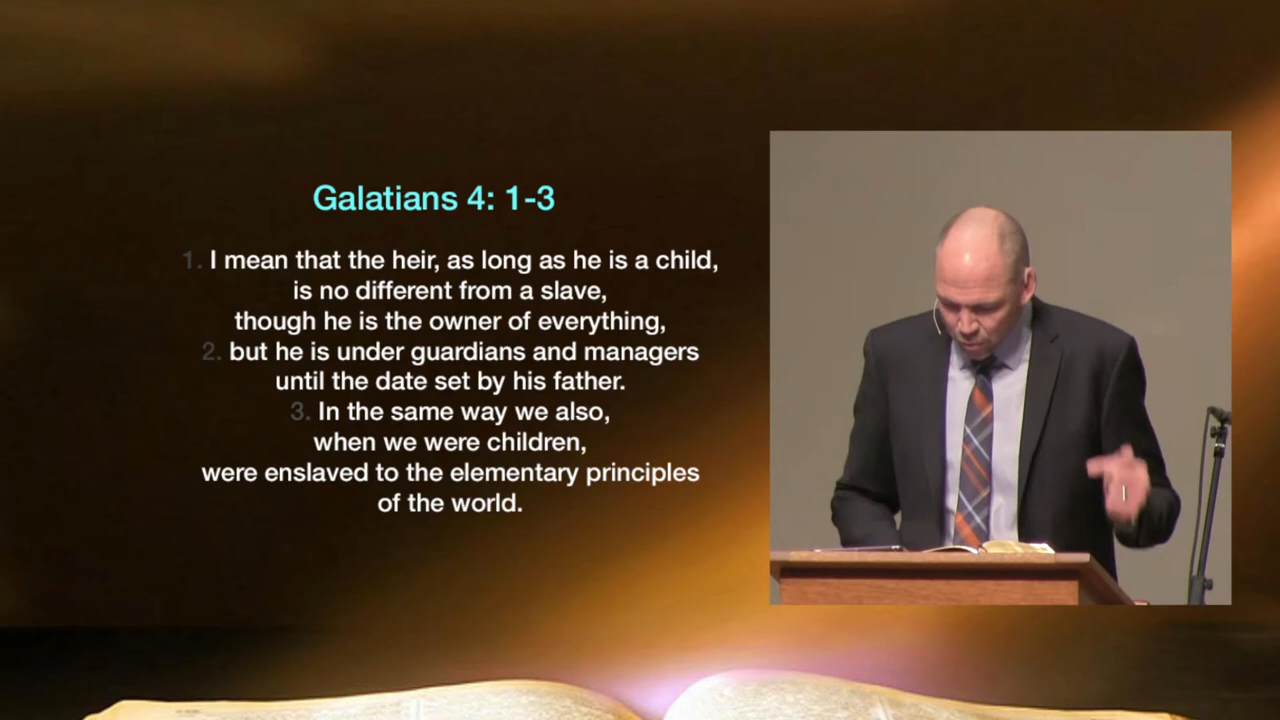 Galatians 4: 1-3
1. I mean that the heir, as long as he is a child,
is no different from a slave,
though he is the owner of everything,
2. but he is under guardians and managers
until the date set by his father.
3. In the same way we also,
when we were children,
were enslaved to the elementary principles
of the world.